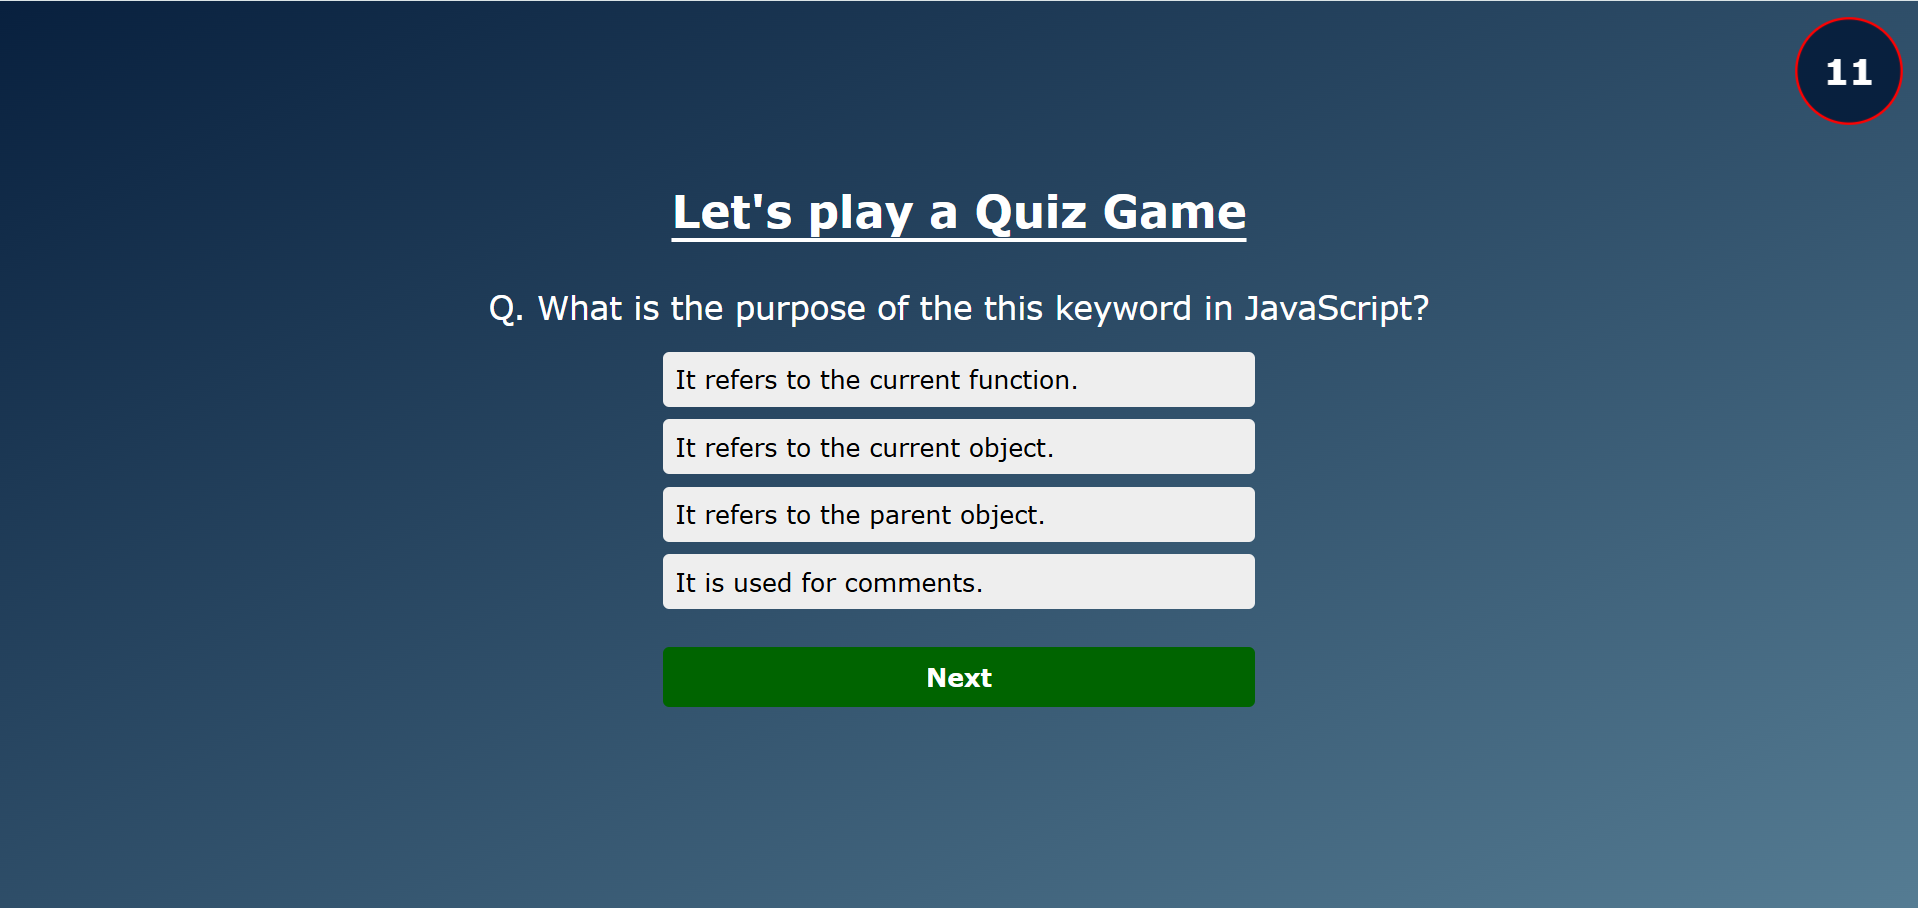 11
Let's play a Quiz Game
Q. What is the purpose of the this keyword in JavaScript?
It refers to the current function.
It refers to the current object.
It refers to the parent object.
It is used for comments.
Next